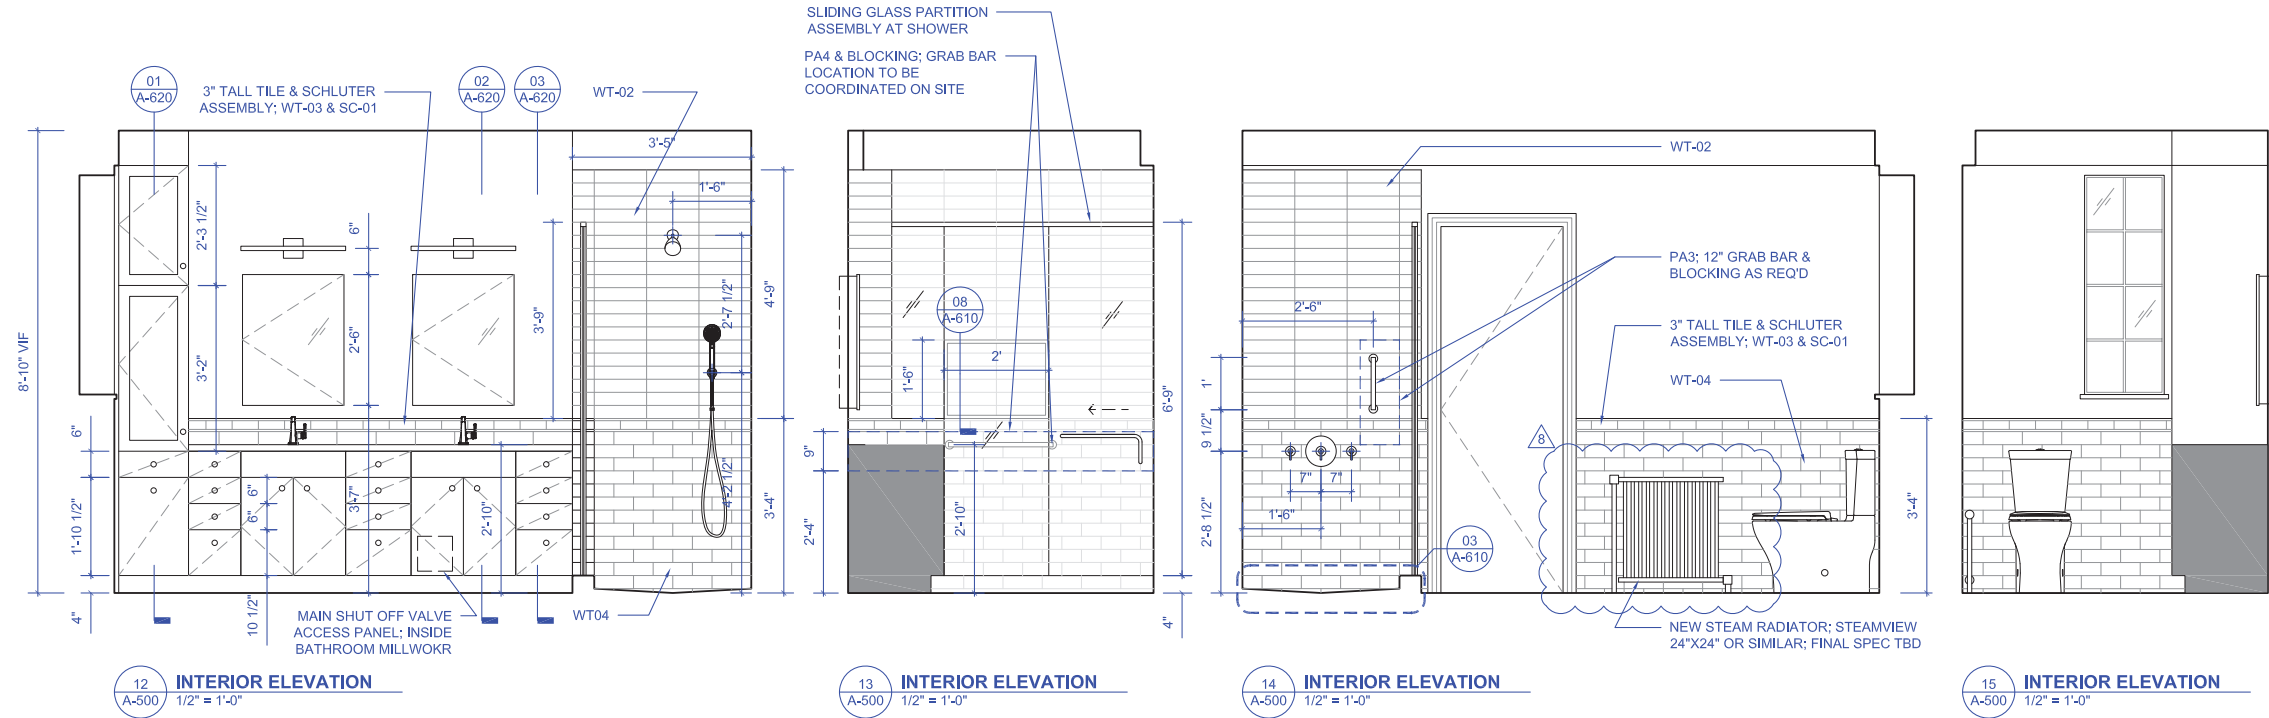 SLIDING GLASS PARTITION
ASSEMBLY AT SHOWER
PA4 & BLOCKING; GRAB BAR
LOCATION TO BE
COORDINATED ON SITE
01
A-620
3" TALL TILE & SCHLUTER
ASSEMBLY; WT-03 & SC-01
02
A-620
03
A-620
WT-02
3'-5"
1'-6"
2'-3 1/2"
6"
2'-6"
3'-9"
2'-7 1/2"
4'-9"
8'-10" VIF
3'-2"
6"
1'-10 1/2"
4"
6"
6"
3'-7"
2'-10"
4'-2 1/2"
3'-4"
10 1/2"
MAIN SHUT OFF VALVE
ACCESS PANEL; INSIDE
BATHROOM MILLWOKR
WT04
12
A-500
INTERIOR ELEVATION
1/2" = 1'-0"
08
A-610
2'
1'-6"
6'-9"
9"
2'-4"
2'-10"
4"
13
A-500
INTERIOR ELEVATION
1/2" = 1'-0"
WT-02
PA3; 12" GRAB BAR &
BLOCKING AS REQ'D
2'-6"
3" TALL TILE & SCHLUTER
ASSEMBLY; WT-03 & SC-01
WT-04
1'
9 1/2"
8
7"
7"
1'-6"
2'-8 1/2"
03
A-610
3'-4"
NEW STEAM RADIATOR; STEAMVIEW
24"X24" OR SIMILAR; FINAL SPEC TBD
14
A-500
INTERIOR ELEVATION
1/2" = 1'-0"
15
A-500
INTERIOR ELEVATION
1/2" = 1'-0"